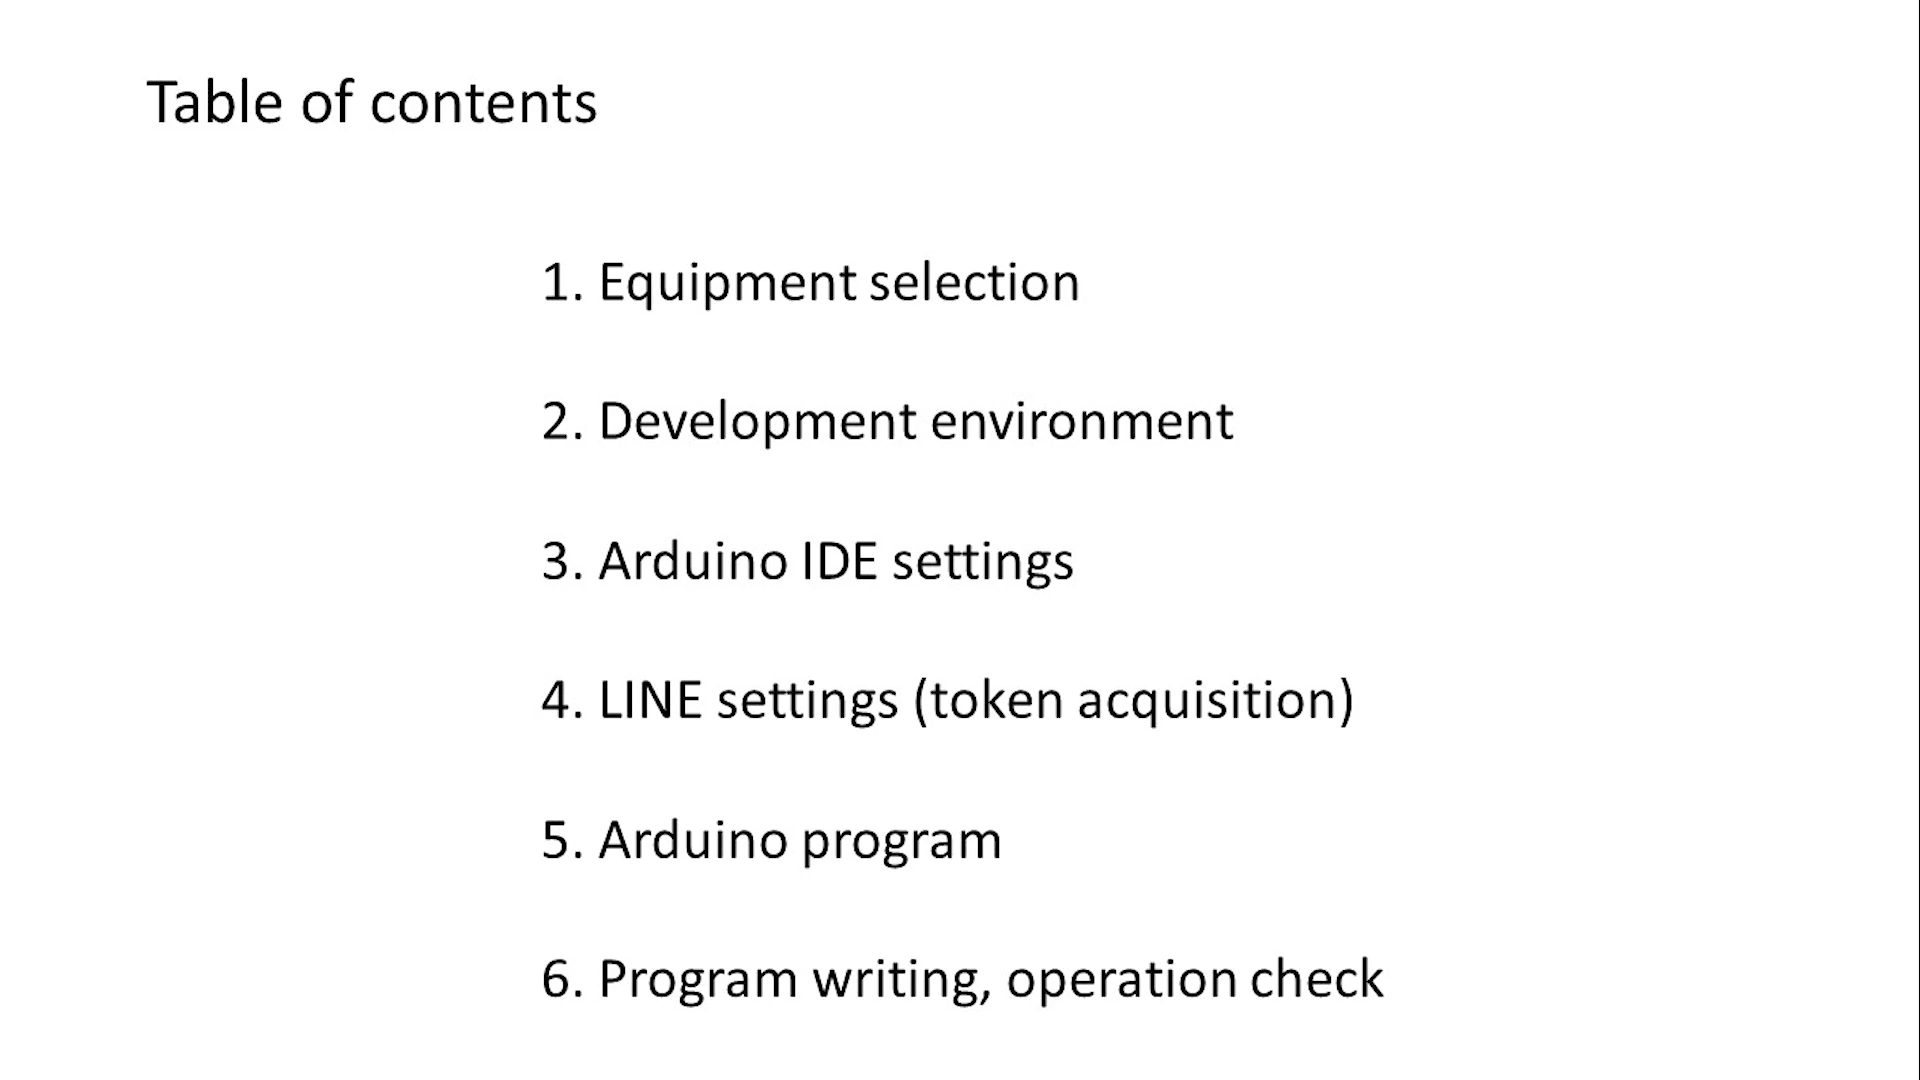 Table of contents
1. Equipment selection
2. Development environment
3. Arduino IDE settings
4. LINE settings (token acquisition)
5. Arduino program
6. Program writing, operation check